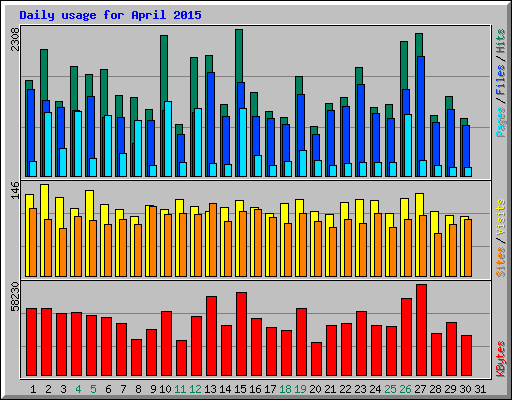 Daily usage for April 2015
2308
Pages / Files / Hits
146
Sites / Visits
58230
KBytes
1 2 3 4 5 6 7 8 9 10 11 12 13 14 15 16 17 18 19 20 21 22 23 24 25 26 27 28 29 30 31